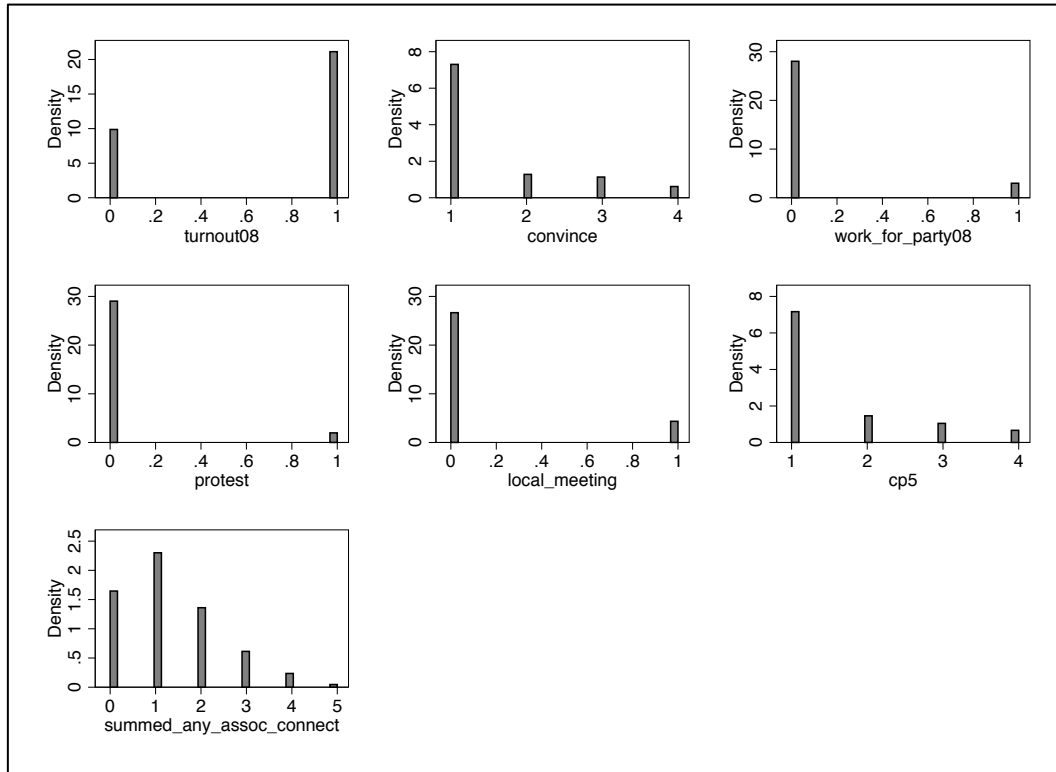 Density
0 5 10 15 20
0 .2 .4 .6 .8 1
turnout08
Density
0 2 4 6 8
1 2 3 4
convince
Density
0 10 20 30
0 .2 .4 .6 .8 1
work_for_party08
Density
0 10 20 30
0 .2 .4 .6 .8 1
protest
Density
0 10 20 30
0 .2 .4 .6 .8 1
local_meeting
Density
0 2 4 6 8
1 2 3 4
cp5
Density
0 .5 1 1.5 2 2.5
0 1 2 3 4 5
summed_any_assoc_connect